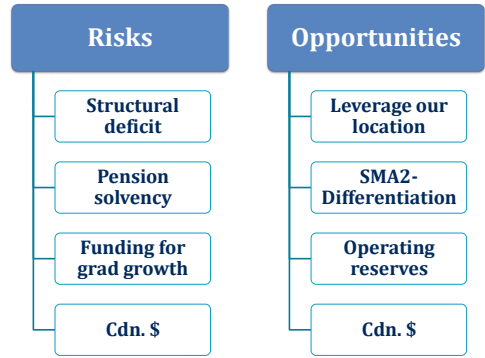 Risks
Structural
deficit
Pension
solvency
Funding for
grad growth
Cdn. $
Opportunities
Leverage our
location
SMA2-
Differentiation
Operating
reserves
Cdn. $